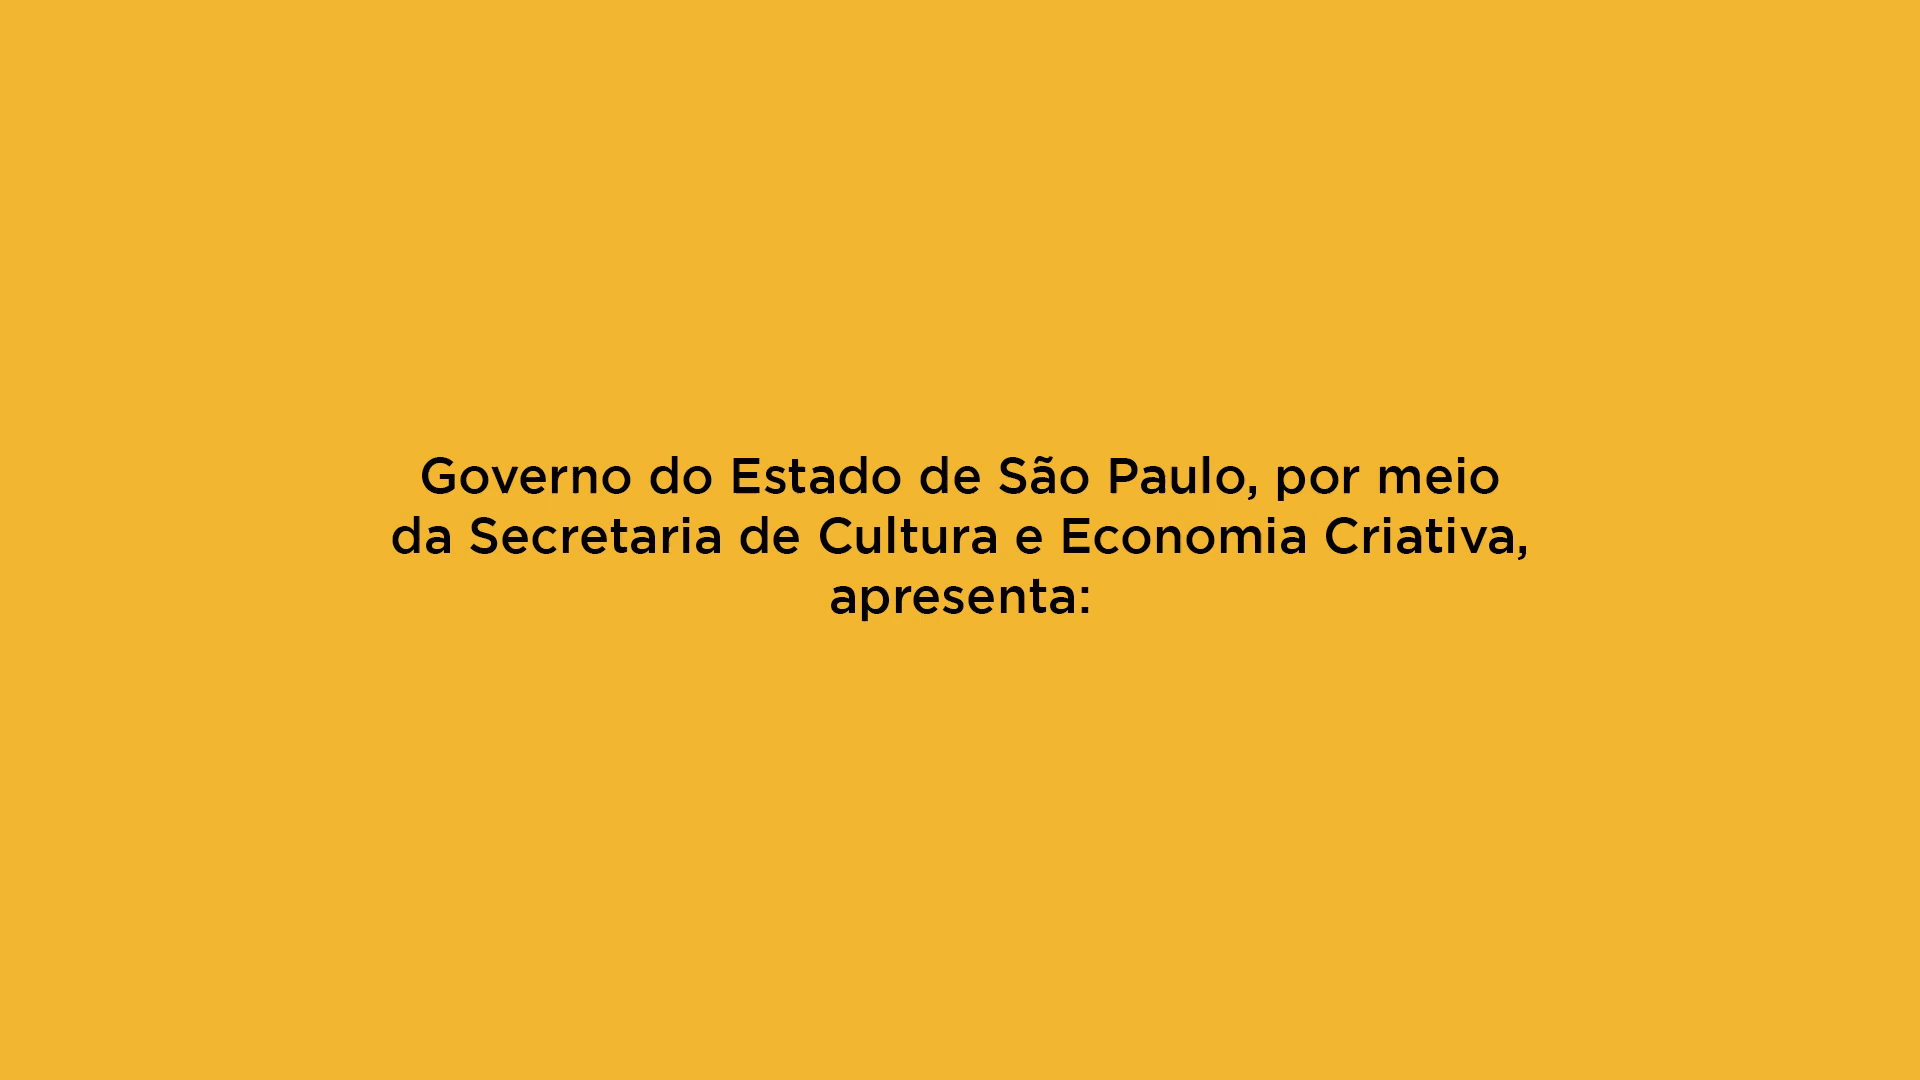 Governo do Estado de São Paulo, por meio
da Secretaria de Cultura e Economia Criativa,
apresenta: